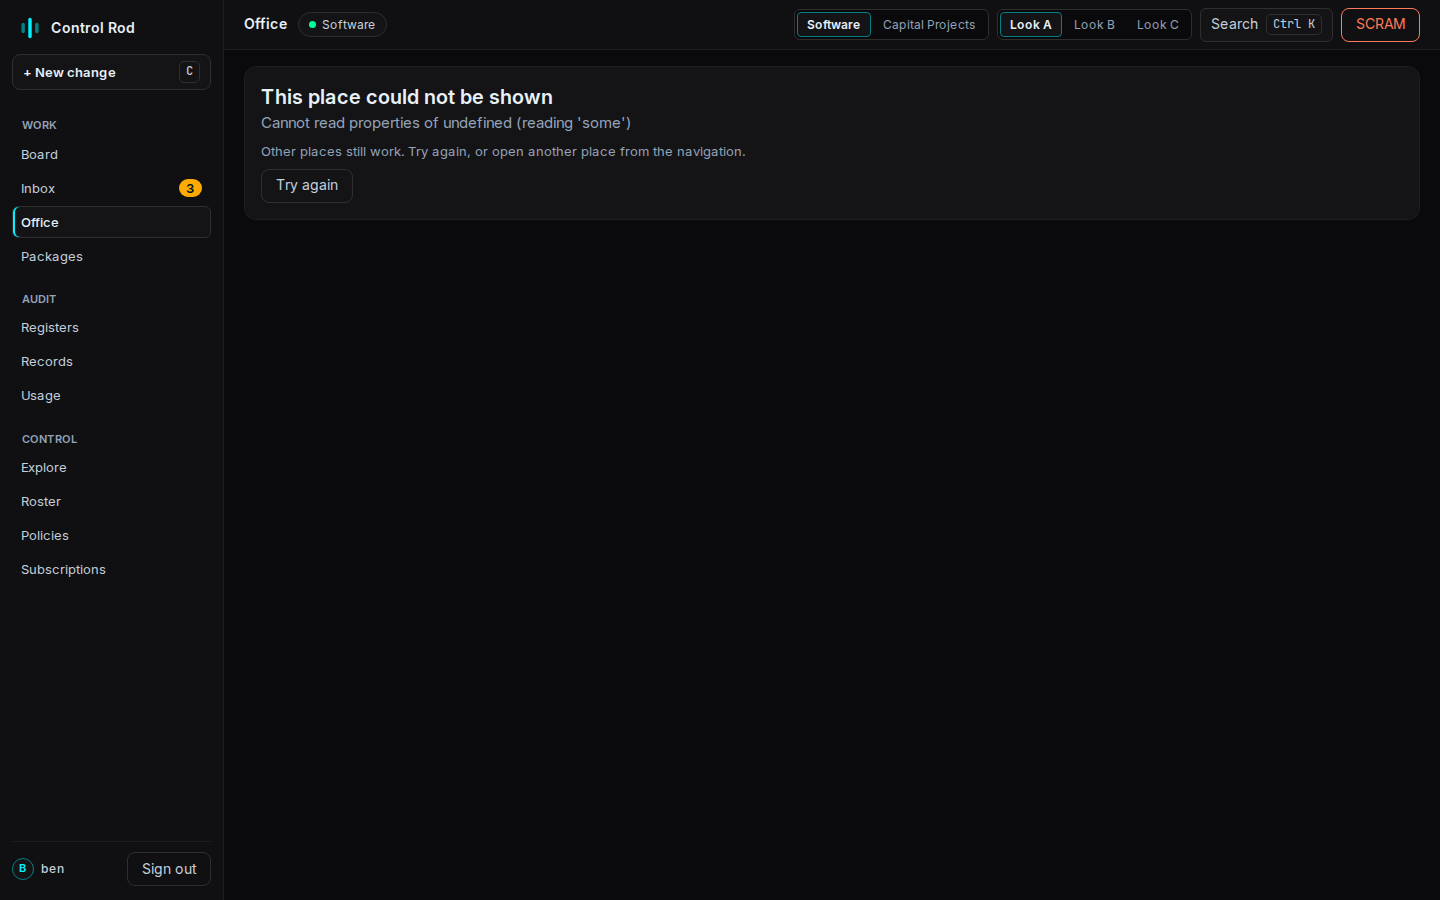 Control Rod
+ New change C
WORK
Board
Inbox 3
Office
Packages
AUDIT
Registers
Records
Usage
CONTROL
Explore
Roster
Policies
Subscriptions
B ben Sign out
Office Software Software Capital Projects Look A Look B Look C Search Ctrl K SCRAM
This place could not be shown
Cannot read properties of undefined (reading 'some')
Other places still work. Try again, or open another place from the navigation.
Try again